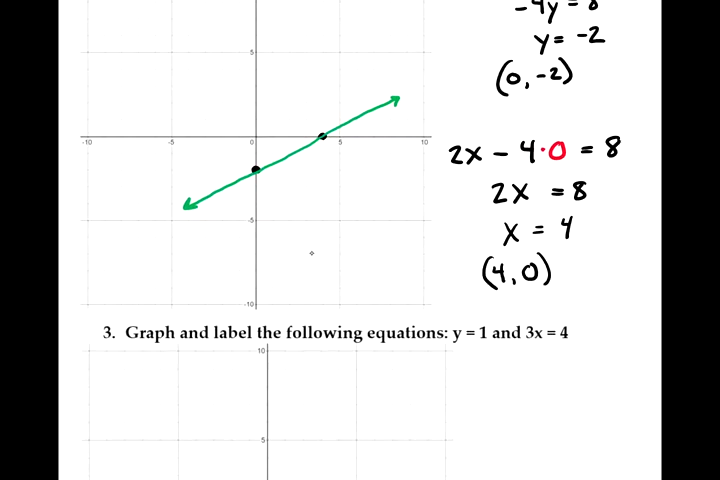 -4y = 8
y = -2
(0, -2)
5
-10
-5
0
5
10
2x - 4·0 = 8
2x = 8
x = 4
-5
(4, 0)
-10
3. Graph and label the following equations: y = 1 and 3x = 4
10
5